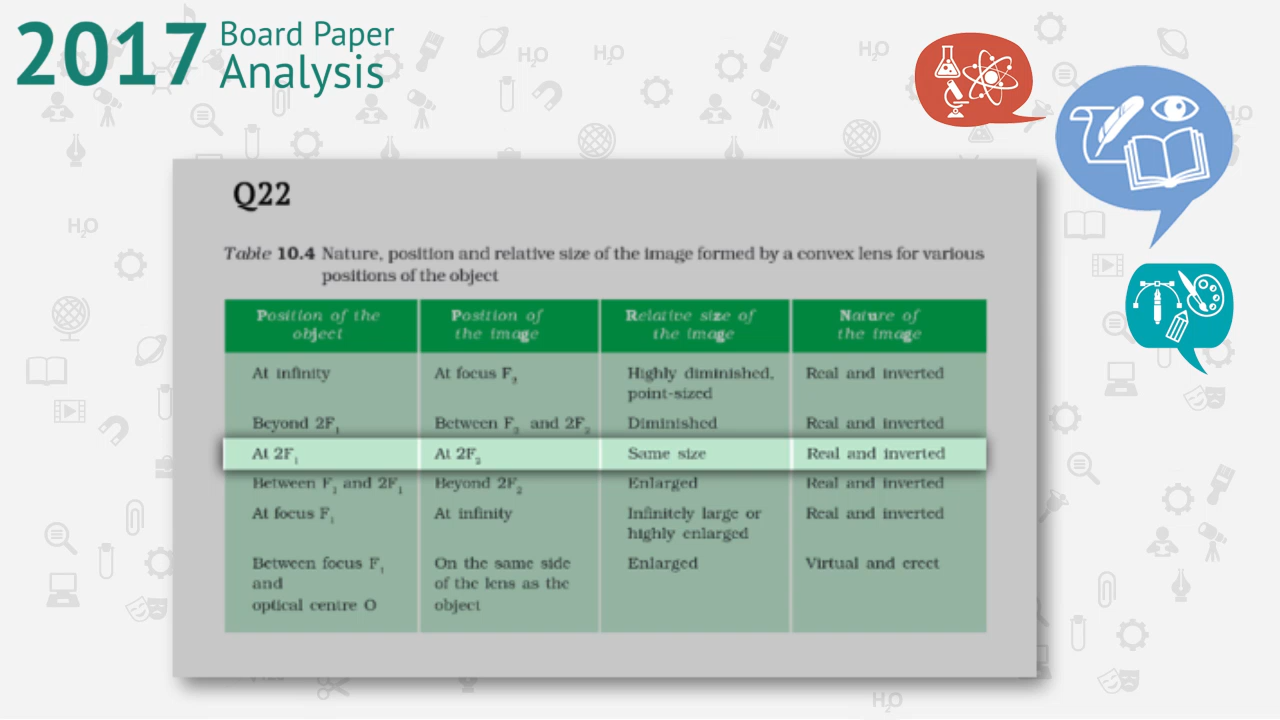 2017 Board Paper
Analysis
Q22
Table 10.4 Nature, position and relative size of the image formed by a convex lens for various
positions of the object
Position of the object | Position of the image | Relative size of the image | Nature of the image
At infinity | At focus F₂ | Highly diminished, point-sized | Real and inverted
Beyond 2F₁ | Between F₂ and 2F₂ | Diminished | Real and inverted
At 2F₁ | At 2F₂ | Same size | Real and inverted
Between F₁ and 2F₁ | Beyond 2F₂ | Enlarged | Real and inverted
At focus F₁ | At infinity | Infinitely large or highly enlarged | Real and inverted
Between focus F₁ and optical centre O | On the same side of the lens as the object | Enlarged | Virtual and erect
H₂O
H₂O
H₂O
H₂O
H₂O
H₂O